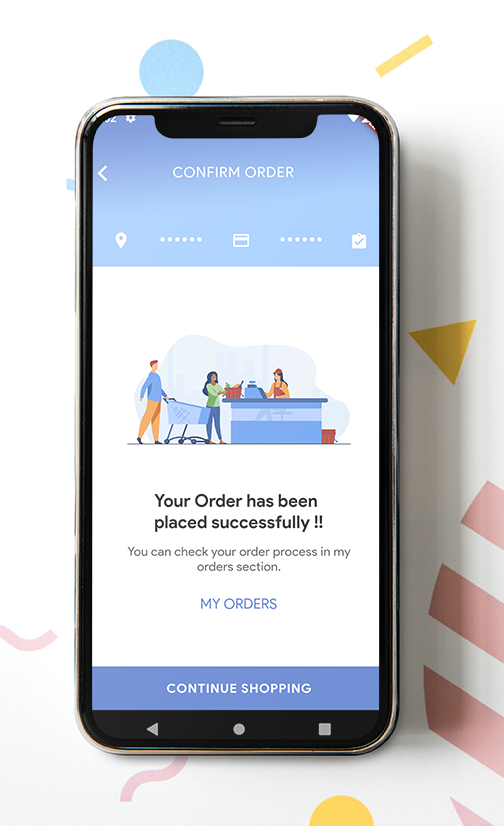 CONFIRM ORDER
Your Order has been
placed successfully !!
You can check your order process in my
orders section.
MY ORDERS
CONTINUE SHOPPING